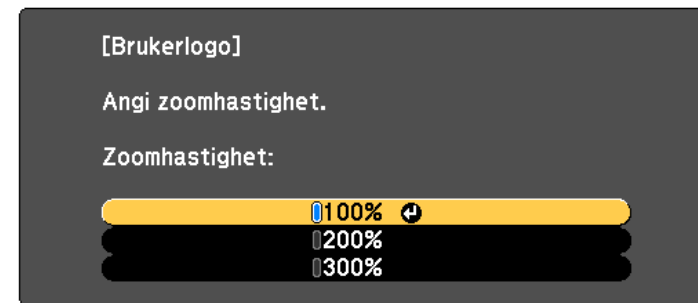 [Brukerlogo]
Angi zoomhastighet.
Zoomhastighet:
100%
200%
300%